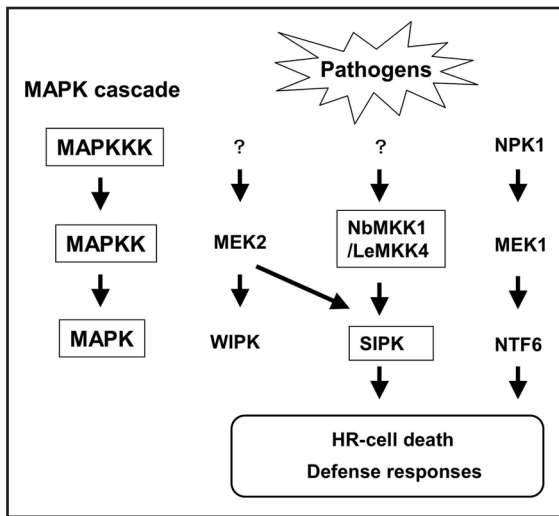 Pathogens
MAPK cascade
MAPKKK
?
?
NPK1
MAPKK
MEK2
NbMKK1
/LeMKK4
MEK1
MAPK
WIPK
SIPK
NTF6
HR-cell death
Defense responses